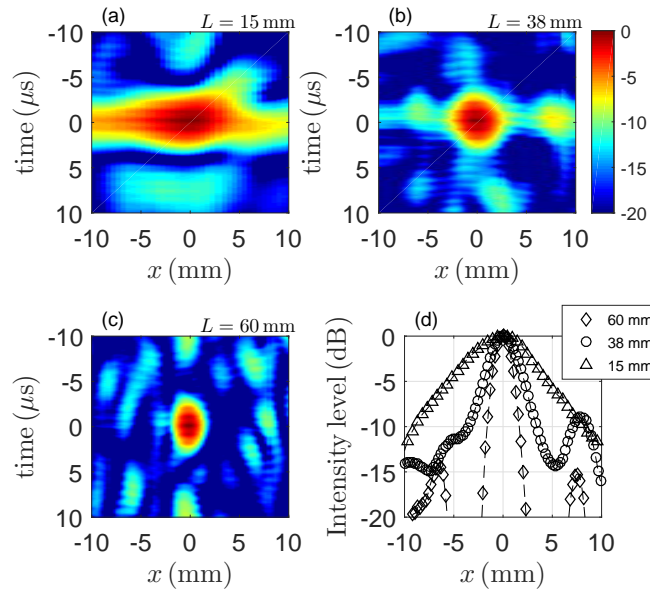 (a)
L = 15 mm
-10
-5
0
5
10
time (μs)
-10 -5 0 5 10
x (mm)
(b)
L = 38 mm
-10
-5
0
5
10
time (μs)
-10 -5 0 5 10
x (mm)
0
-5
-10
-15
-20
(c)
L = 60 mm
-10
-5
0
5
10
time (μs)
-10 -5 0 5 10
x (mm)
(d)
60 mm
38 mm
15 mm
0
-5
-10
-15
-20
Intensity level (dB)
-10 -5 0 5 10
x (mm)